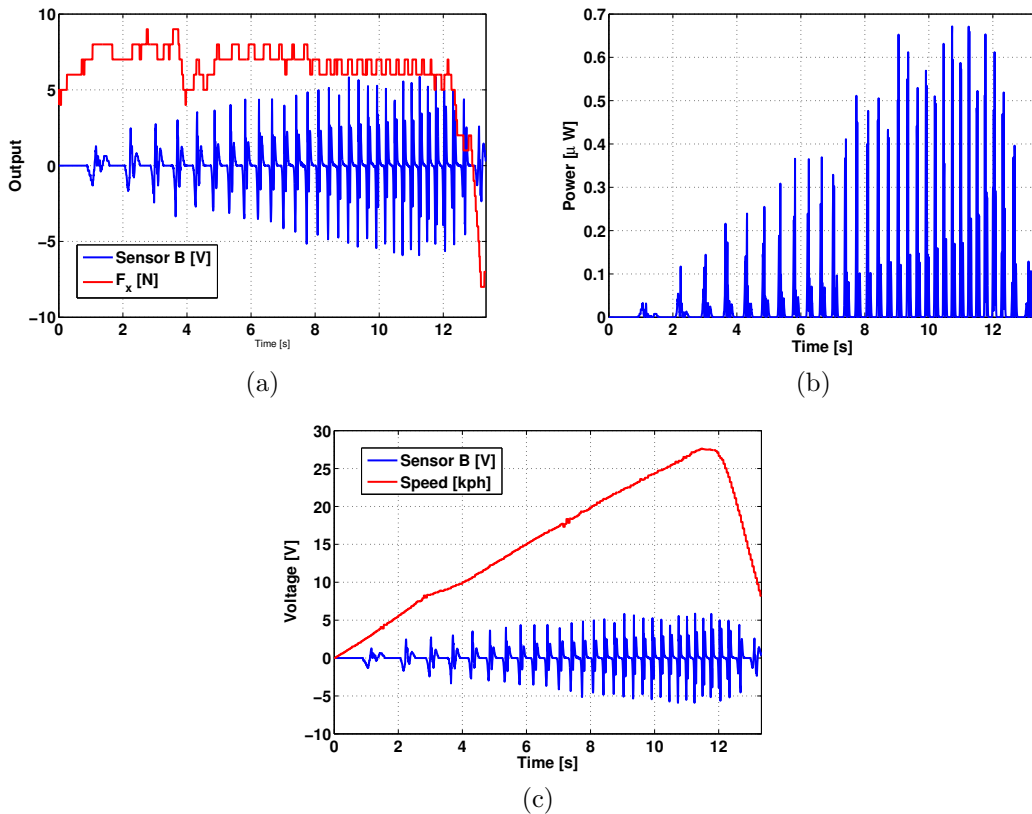 10
5
0
−5
−10
Output
Sensor B [V]
F_x [N]
0 2 4 6 8 10 12
Time [s]
(a)
0.7
0.6
0.5
0.4
0.3
0.2
0.1
0
Power [μ W]
0 2 4 6 8 10 12
Time [s]
(b)
30
25
20
15
10
5
0
−5
−10
Voltage [V]
Sensor B [V]
Speed [kph]
0 2 4 6 8 10 12
Time [s]
(c)